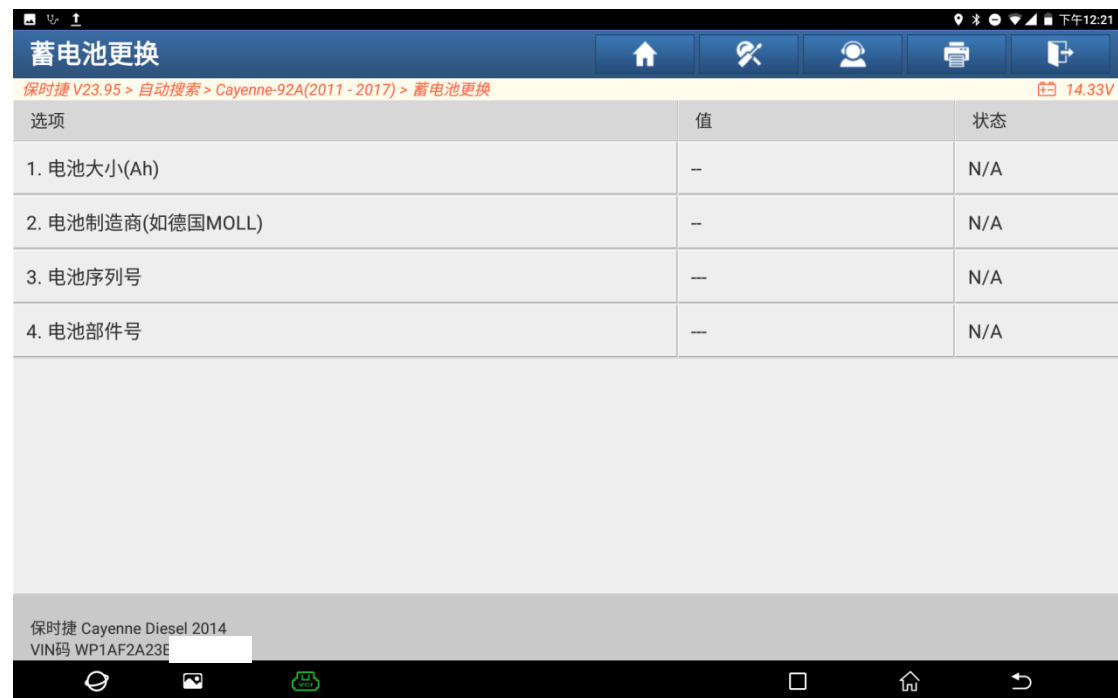 下午12:21
蓄电池更换
保时捷 V23.95 > 自动搜索 > Cayenne-92A(2011 - 2017) > 蓄电池更换 14.33V
选项 值 状态
1. 电池大小(Ah) -- N/A
2. 电池制造商(如德国MOLL) -- N/A
3. 电池序列号 --- N/A
4. 电池部件号 --- N/A
保时捷 Cayenne Diesel 2014
VIN码 WP1AF2A23E
VCI